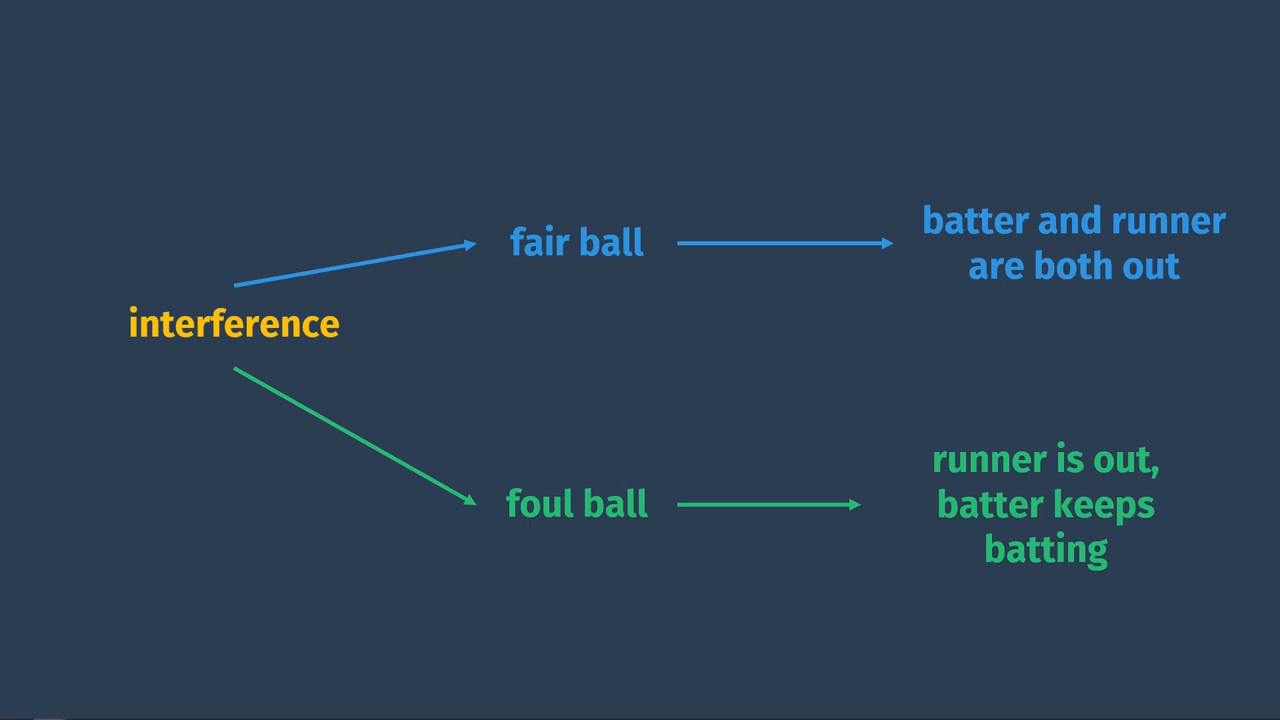 interference
fair ball
batter and runner
are both out
foul ball
runner is out,
batter keeps
batting